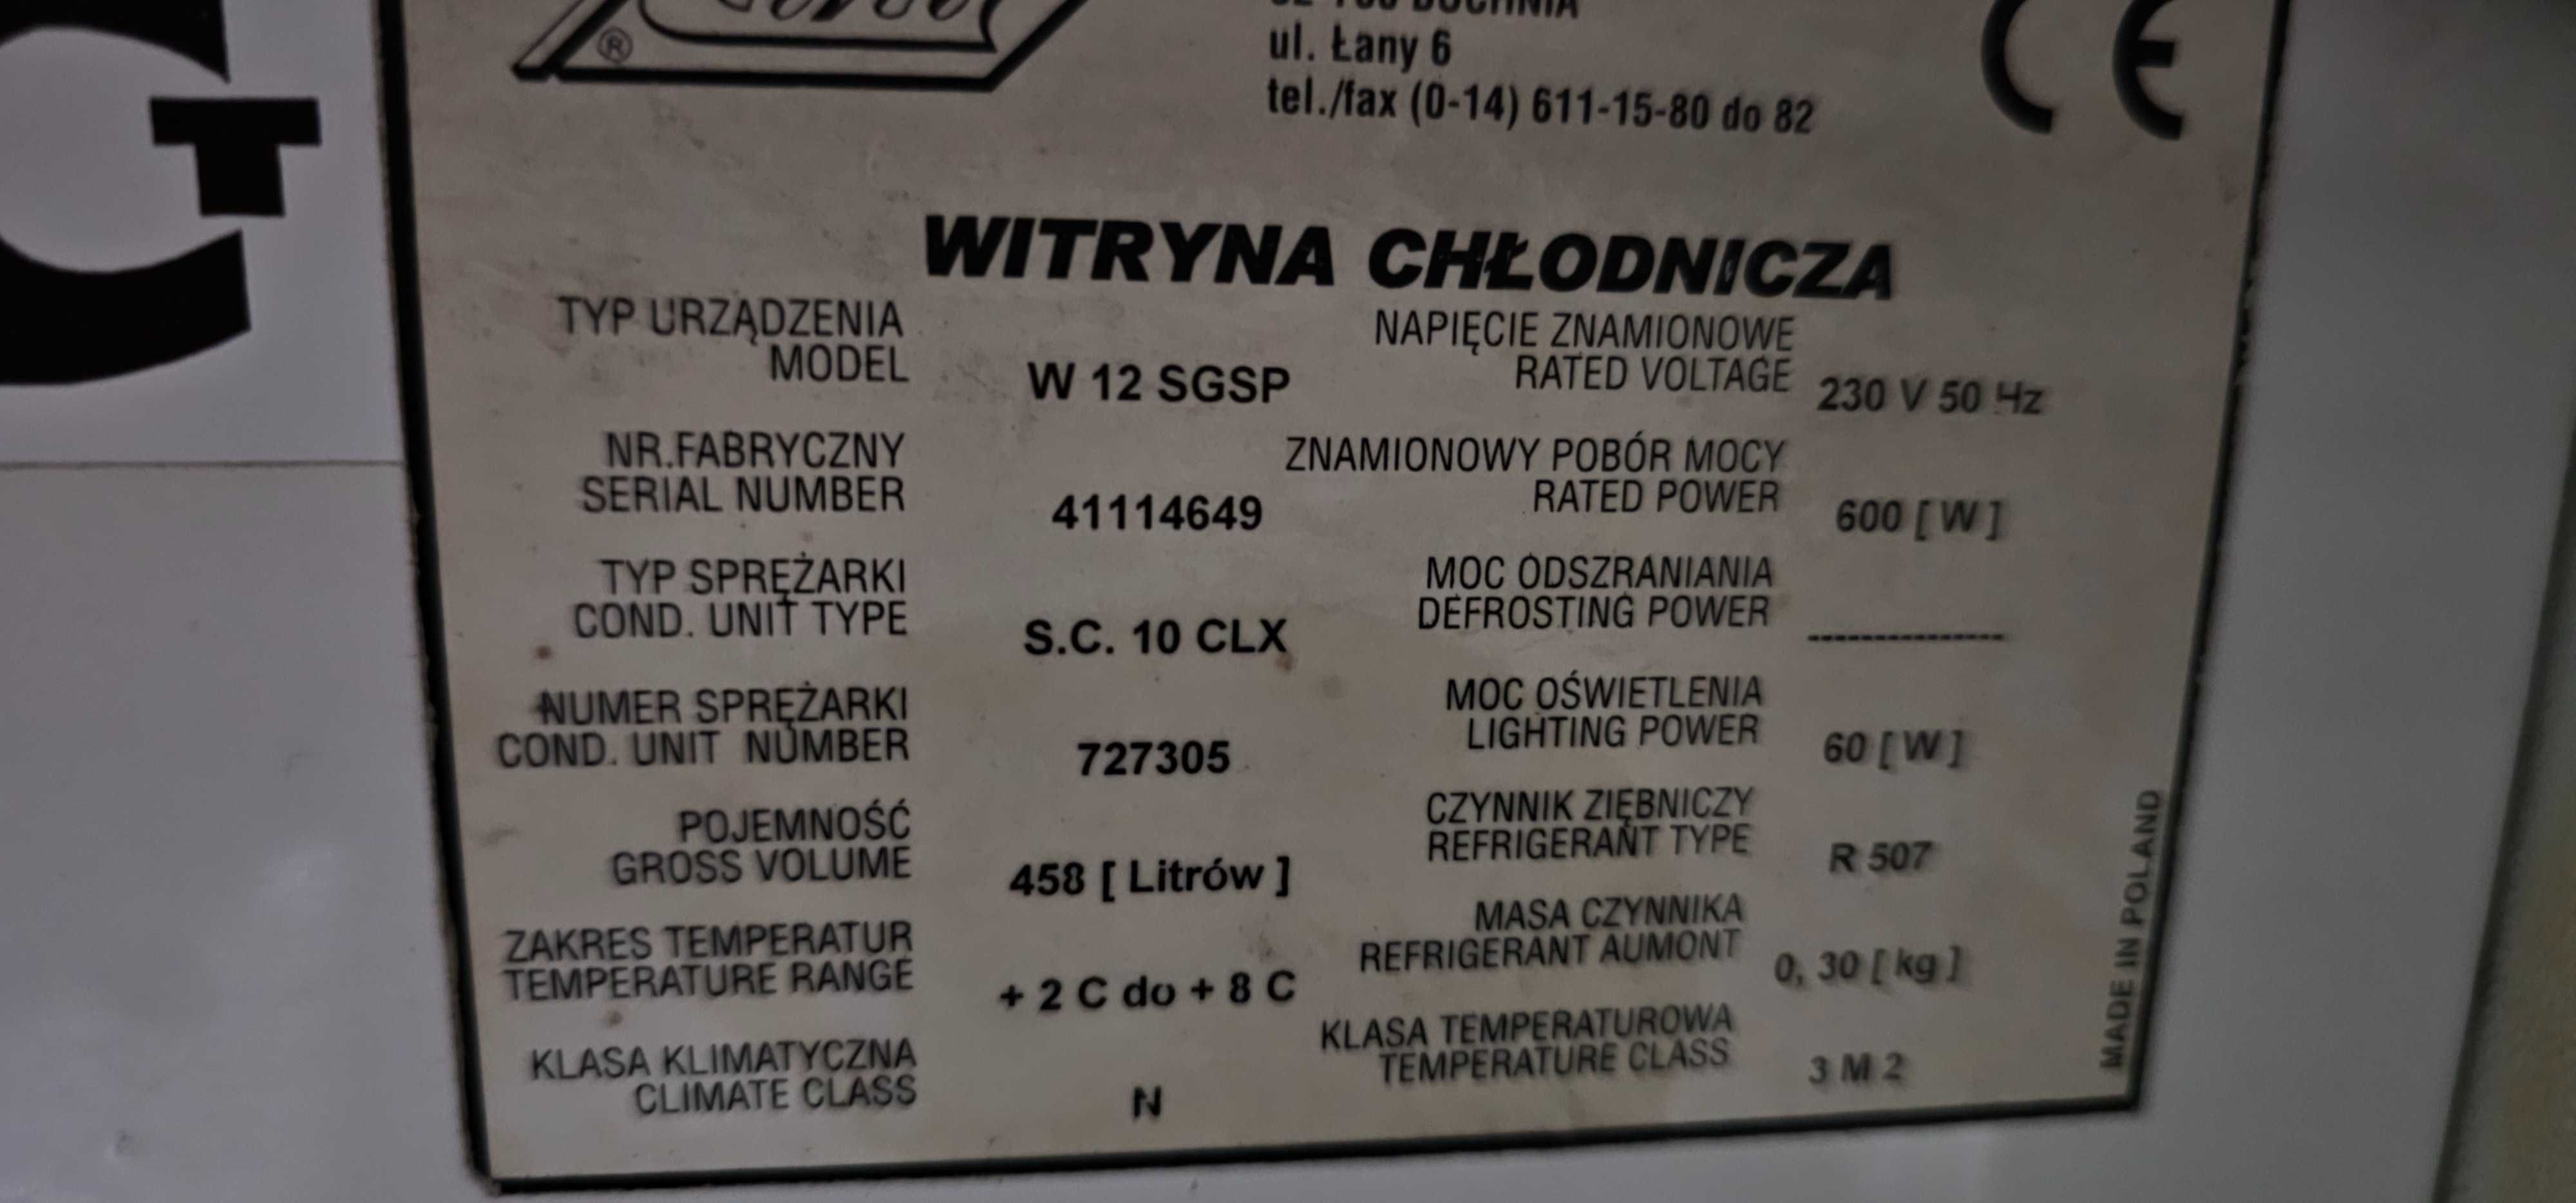 ®
BOCHNIA
ul. Łany 6
tel./fax (0-14) 611-15-80 do 82
CE
WITRYNA CHŁODNICZA
TYP URZĄDZENIA
MODEL
W 12 SGSP
NR.FABRYCZNY
SERIAL NUMBER
41114649
TYP SPRĘŻARKI
COND. UNIT TYPE
S.C. 10 CLX
NUMER SPRĘŻARKI
COND. UNIT NUMBER
727305
POJEMNOŚĆ
GROSS VOLUME
458 [ Litrów ]
ZAKRES TEMPERATUR
TEMPERATURE RANGE
+ 2 C do + 8 C
KLASA KLIMATYCZNA
CLIMATE CLASS
N
NAPIĘCIE ZNAMIONOWE
RATED VOLTAGE
230 V 50 Hz
ZNAMIONOWY POBÓR MOCY
RATED POWER
600 [ W ]
MOC ODSZRANIANIA
DEFROSTING POWER
--------------
MOC OŚWIETLENIA
LIGHTING POWER
60 [ W ]
CZYNNIK ZIĘBNICZY
REFRIGERANT TYPE
R 507
MASA CZYNNIKA
REFRIGERANT AUMONT
0, 30 [ kg ]
KLASA TEMPERATUROWA
TEMPERATURE CLASS
3 M 2
MADE IN POLAND